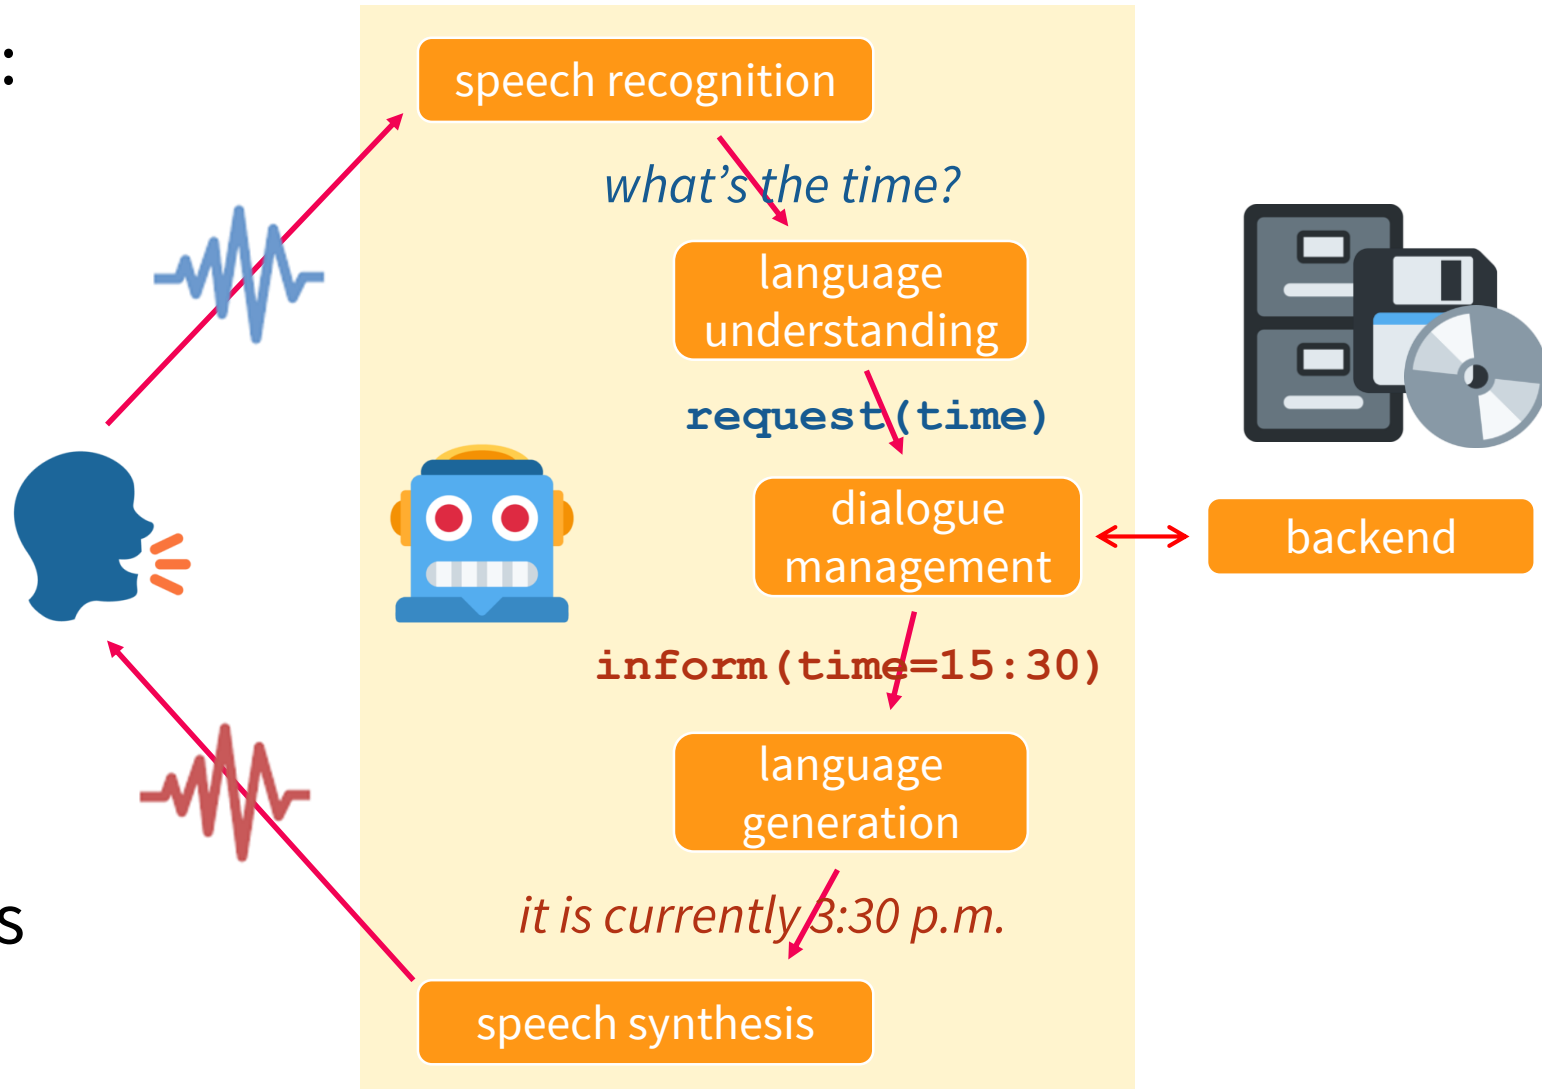 :
speech recognition
what’s the time?
language
understanding
request(time)
dialogue
management
backend
inform(time=15:30)
language
generation
it is currently 3:30 p.m.
s
speech synthesis